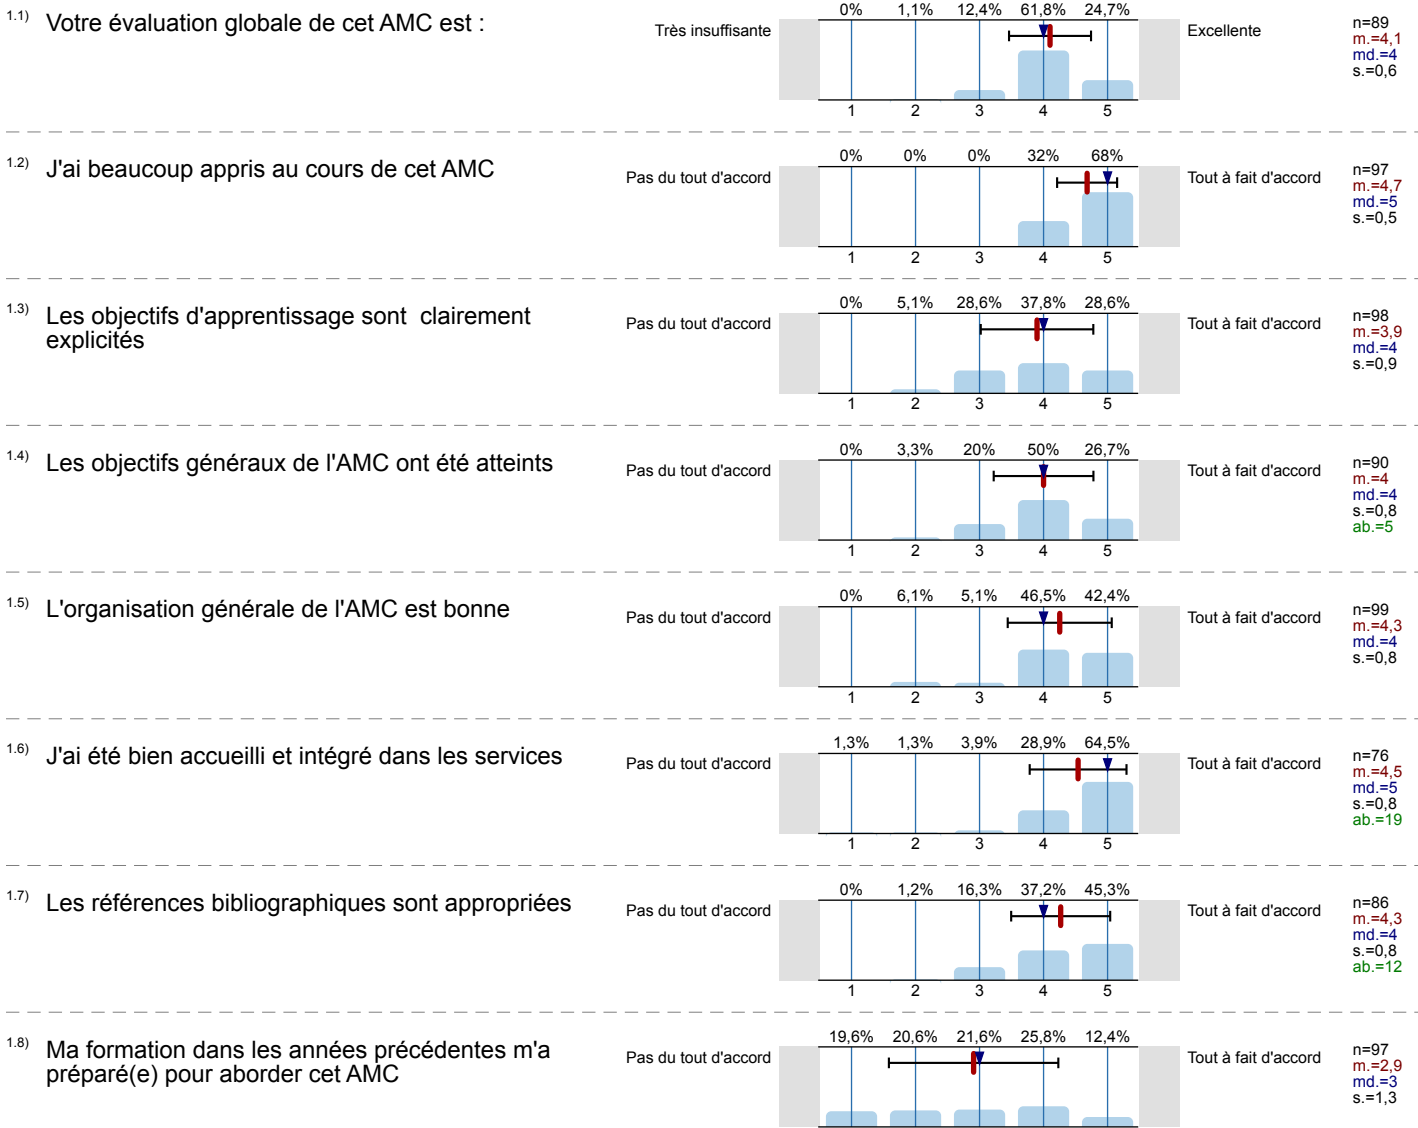 1.1) Votre évaluation globale de cet AMC est :
Très insuffisante
0% 1,1% 12,4% 61,8% 24,7%
1 2 3 4 5
Excellente
n=89
m.=4,1
md.=4
s.=0,6
1.2) J'ai beaucoup appris au cours de cet AMC
Pas du tout d'accord
0% 0% 0% 32% 68%
1 2 3 4 5
Tout à fait d'accord
n=97
m.=4,7
md.=5
s.=0,5
1.3) Les objectifs d'apprentissage sont clairement
explicités
Pas du tout d'accord
0% 5,1% 28,6% 37,8% 28,6%
1 2 3 4 5
Tout à fait d'accord
n=98
m.=3,9
md.=4
s.=0,9
1.4) Les objectifs généraux de l'AMC ont été atteints
Pas du tout d'accord
0% 3,3% 20% 50% 26,7%
1 2 3 4 5
Tout à fait d'accord
n=90
m.=4
md.=4
s.=0,8
ab.=5
1.5) L'organisation générale de l'AMC est bonne
Pas du tout d'accord
0% 6,1% 5,1% 46,5% 42,4%
1 2 3 4 5
Tout à fait d'accord
n=99
m.=4,3
md.=4
s.=0,8
1.6) J'ai été bien accueilli et intégré dans les services
Pas du tout d'accord
1,3% 1,3% 3,9% 28,9% 64,5%
1 2 3 4 5
Tout à fait d'accord
n=76
m.=4,5
md.=5
s.=0,8
ab.=19
1.7) Les références bibliographiques sont appropriées
Pas du tout d'accord
0% 1,2% 16,3% 37,2% 45,3%
1 2 3 4 5
Tout à fait d'accord
n=86
m.=4,3
md.=4
s.=0,8
ab.=12
1.8) Ma formation dans les années précédentes m'a
préparé(e) pour aborder cet AMC
Pas du tout d'accord
19,6% 20,6% 21,6% 25,8% 12,4%
Tout à fait d'accord
n=97
m.=2,9
md.=3
s.=1,3